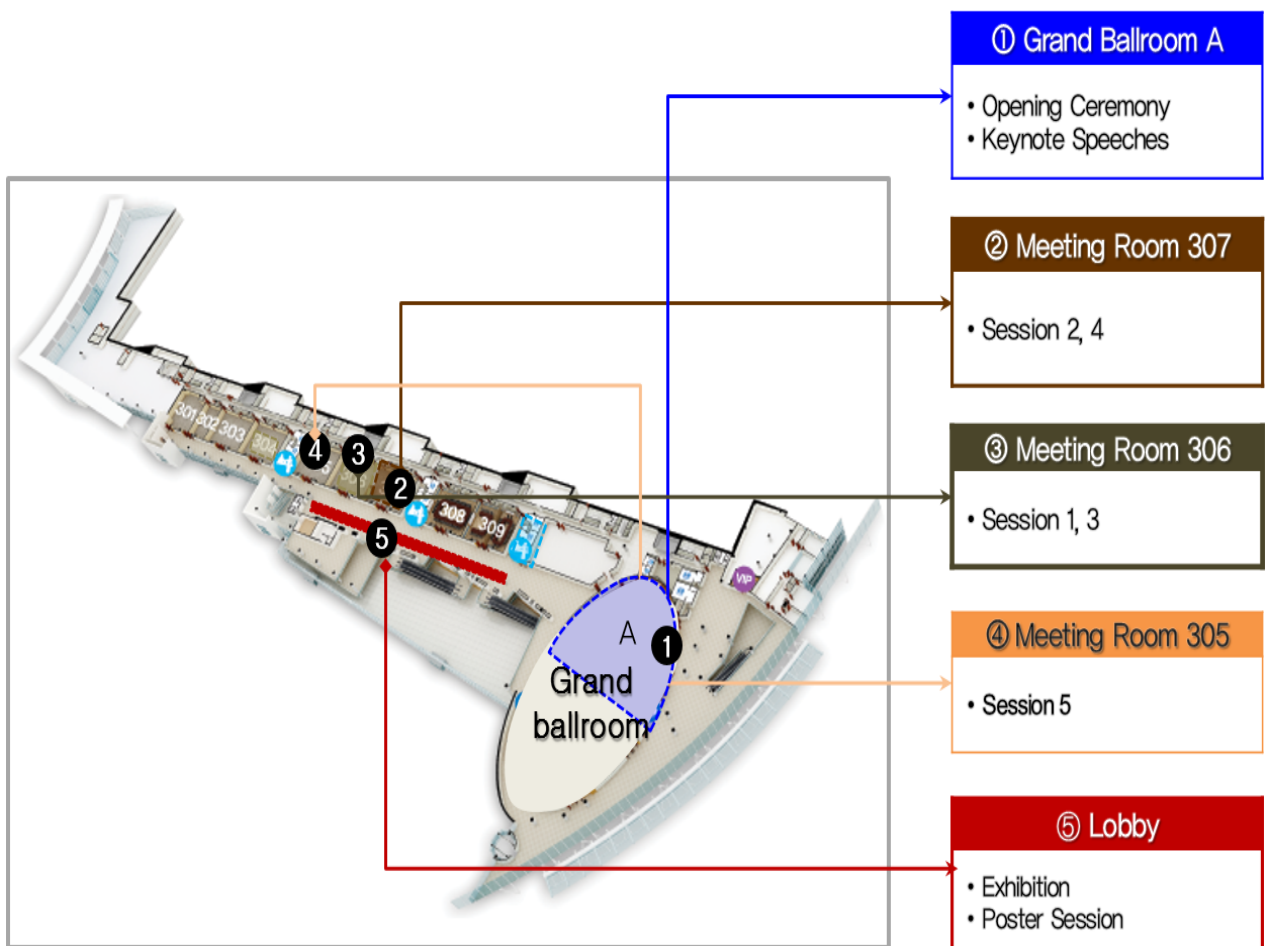 ① Grand Ballroom A
• Opening Ceremony
• Keynote Speeches
② Meeting Room 307
• Session 2, 4
③ Meeting Room 306
• Session 1, 3
④ Meeting Room 305
• Session 5
⑤ Lobby
• Exhibition
• Poster Session
301
302
303
304
4
3
2
308
309
5
VIP
A
1
Grand
ballroom